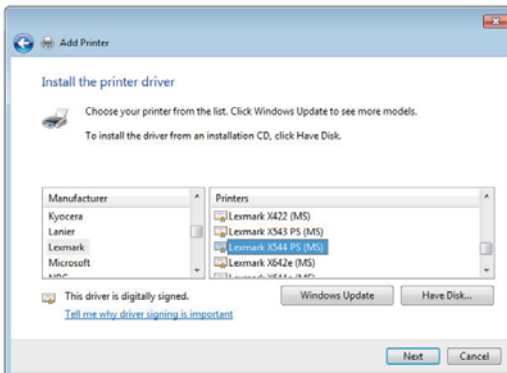 Add Printer
Install the printer driver
Choose your printer from the list. Click Windows Update to see more models.
To install the driver from an installation CD, click Have Disk.
Manufacturer
Kyocera
Lanier
Lexmark
Microsoft
Printers
Lexmark X422 (MS)
Lexmark X543 PS (MS)
Lexmark X544 PS (MS)
Lexmark X642e (MS)
This driver is digitally signed.
Tell me why driver signing is important
Windows Update
Have Disk...
Next
Cancel